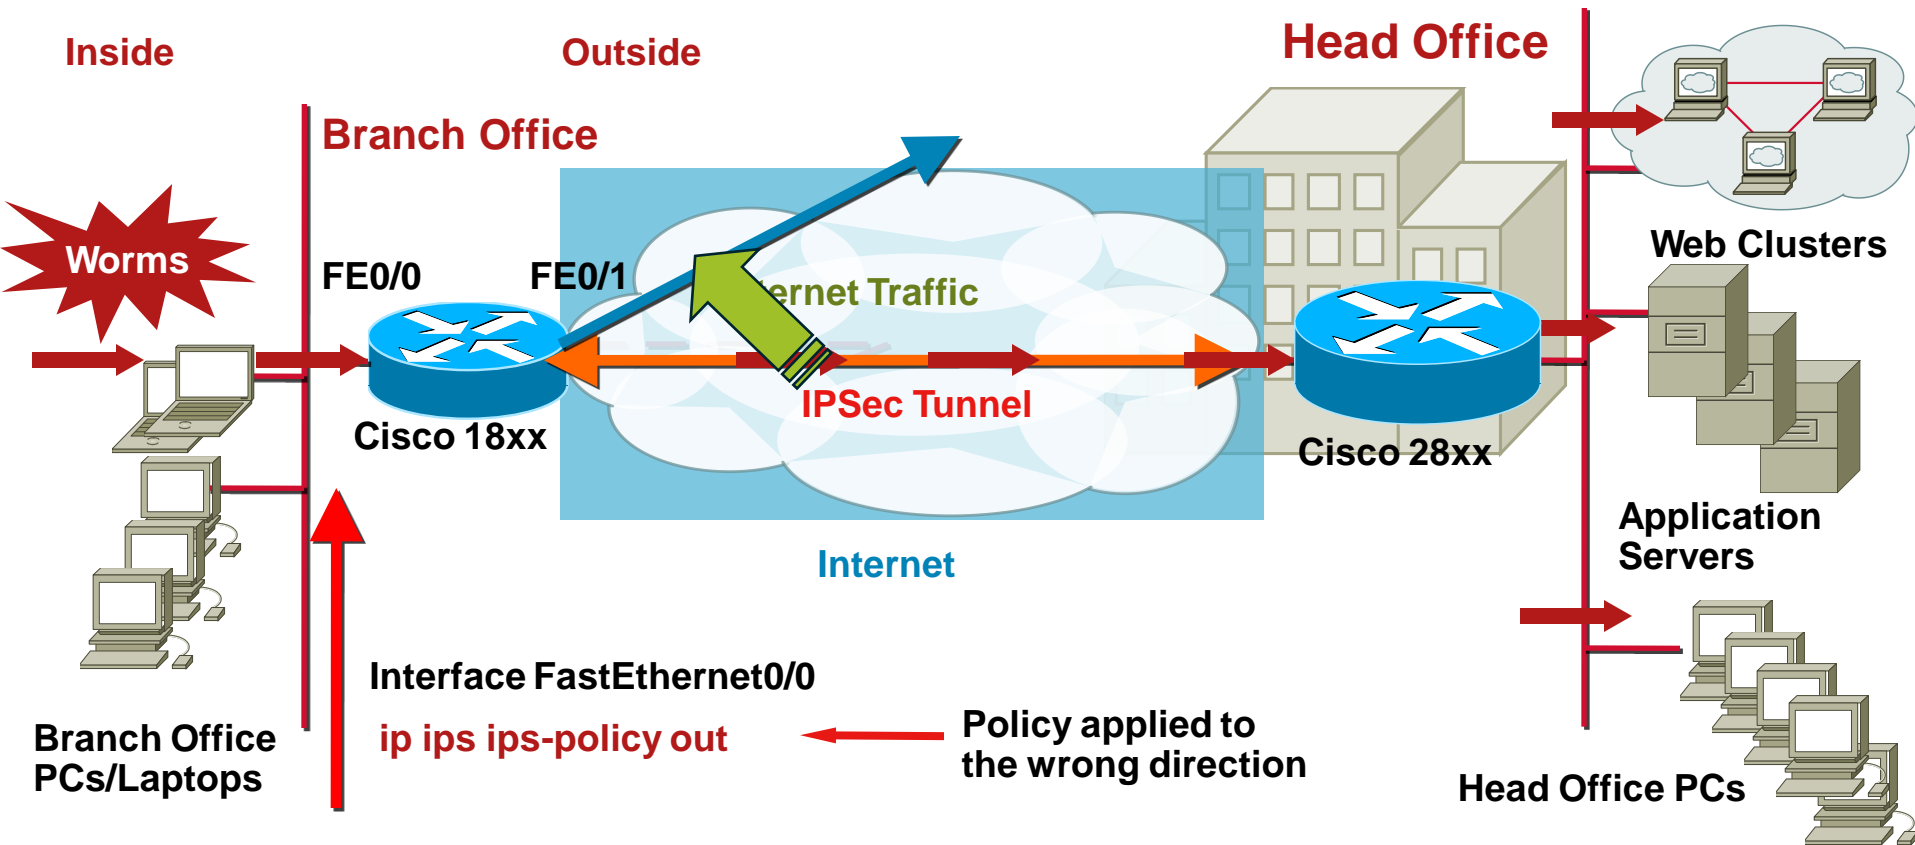 Inside
Outside
Head Office
Branch Office
Worms
FE0/0
FE0/1
ternet Traffic
Web Clusters
IPSec Tunnel
Cisco 18xx
Cisco 28xx
Application
Servers
Internet
Interface FastEthernet0/0
ip ips ips-policy out
Policy applied to
the wrong direction
Branch Office
PCs/Laptops
Head Office PCs